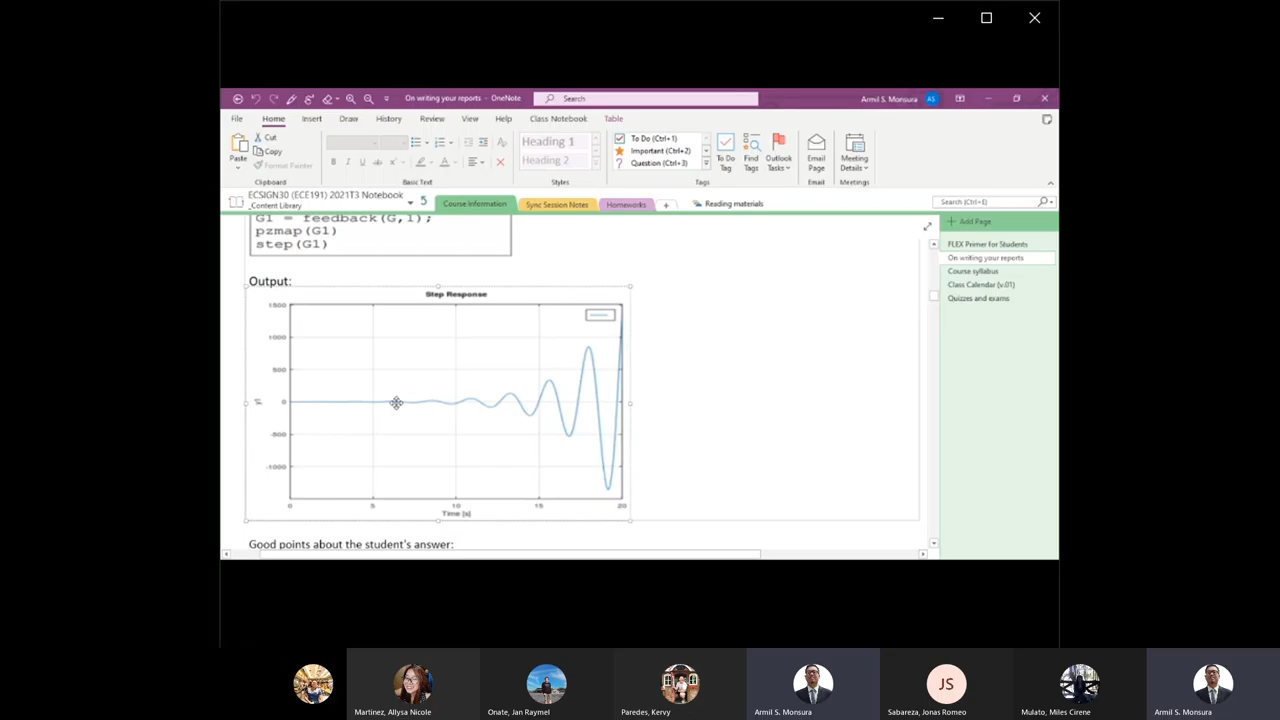 On writing your reports - OneNote
Search
Armil S. Monsura
AS
File Home Insert Draw History Review View Help Class Notebook Table
Paste
Cut
Copy
Format Painter
Clipboard
B I U
Basic Text
Heading 1
Heading 2
Styles
To Do (Ctrl+1)
Important (Ctrl+2)
Question (Ctrl+3)
To Do Tag
Find Tags
Outlook Tasks
Tags
Email Page
Email
Meeting Details
Meetings
ECSIGN30 (ECE191) 2021T3 Notebook
_Content Library
Course Information Sync Session Notes Homeworks + Reading materials
Search (Ctrl+E)
Add Page
FLEX Primer for Students
On writing your reports
Course syllabus
Class Calendar (v.01)
Quizzes and exams
G1 = feedback(G,1);
pzmap(G1)
step(G1)
Output:
Step Response
1500
1000
500
0
-500
-1000
y1
0 5 10 15 20
Time [s]
Good points about the student's answer:
Martinez, Allysa Nicole
Onate, Jan Raymel
Paredes, Kervy
Armil S. Monsura
JS
Sabareza, Jonas Romeo
Mulato, Miles Cirene
Armil S. Monsura